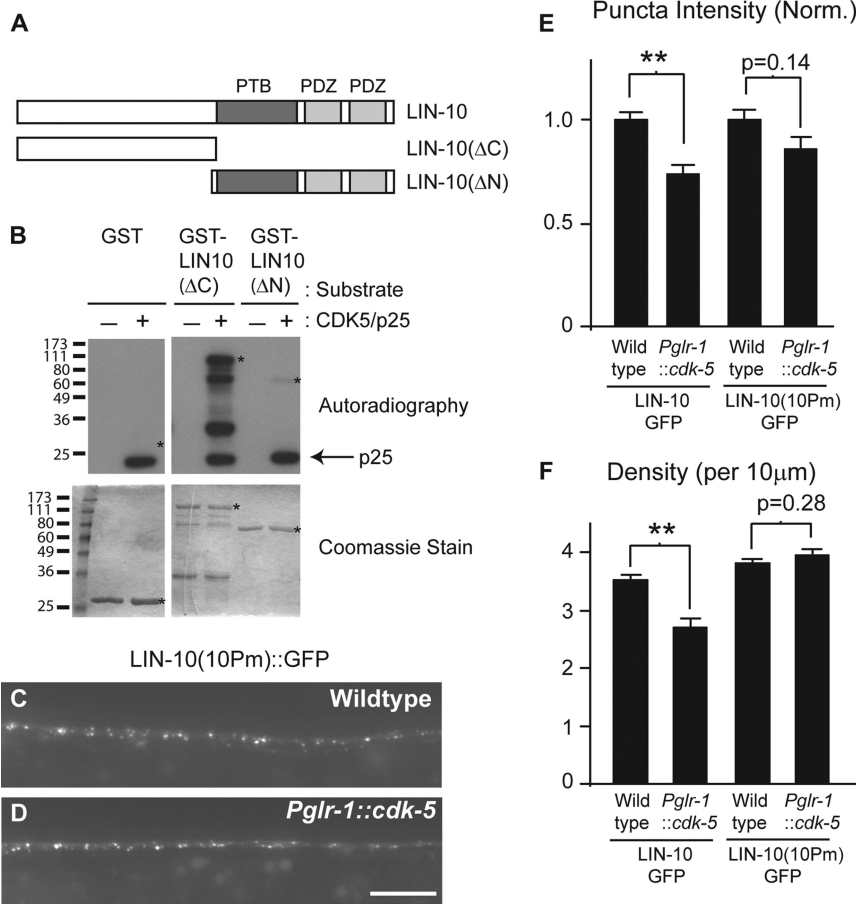 A
PTB PDZ PDZ
LIN-10
LIN-10(ΔC)
LIN-10(ΔN)
B
GST
GST-
LIN10
(ΔC)
GST-
LIN10
(ΔN)
: Substrate
– + – + – + : CDK5/p25
173
111
80
60
49
36
25
*
*
*
Autoradiography
p25
173
111
80
60
49
36
25
*
*
*
Coomassie Stain
LIN-10(10Pm)::GFP
C
Wildtype
D
Pglr-1::cdk-5
E
Puncta Intensity (Norm.)
**
p=0.14
1.0
0.5
0
Wild
type
Pglr-1
::cdk-5
Wild
type
Pglr-1
::cdk-5
LIN-10
GFP
LIN-10(10Pm)
GFP
F
Density (per 10μm)
**
p=0.28
4
3
2
1
0
Wild
type
Pglr-1
::cdk-5
Wild
type
Pglr-1
::cdk-5
LIN-10
GFP
LIN-10(10Pm)
GFP